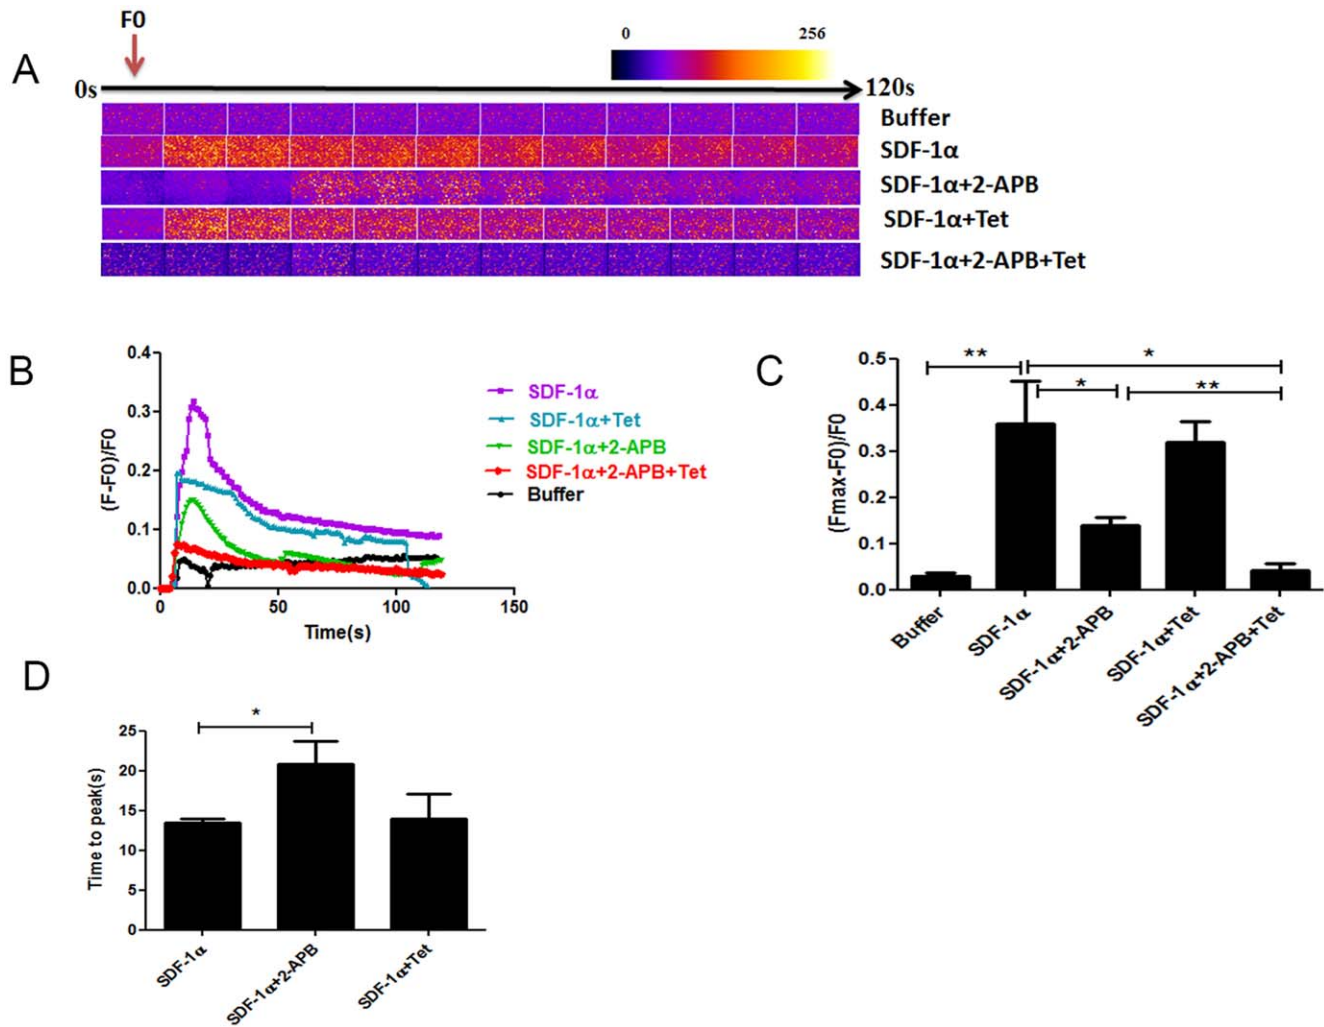 F0
0 256
A
0s 120s
Buffer
SDF-1α
SDF-1α+2-APB
SDF-1α+Tet
SDF-1α+2-APB+Tet
B
0.4
0.3
0.2
0.1
0.0
0 50 100 150
(F-F0)/F0
Time(s)
SDF-1α
SDF-1α+Tet
SDF-1α+2-APB
SDF-1α+2-APB+Tet
Buffer
C
0.5
0.4
0.3
0.2
0.1
0.0
(Fmax-F0)/F0
** *
* **
Buffer
SDF-1α
SDF-1α+2-APB
SDF-1α+Tet
SDF-1α+2-APB+Tet
D
25
20
15
10
5
0
Time to peak(s)
*
SDF-1α
SDF-1α+2-APB
SDF-1α+Tet